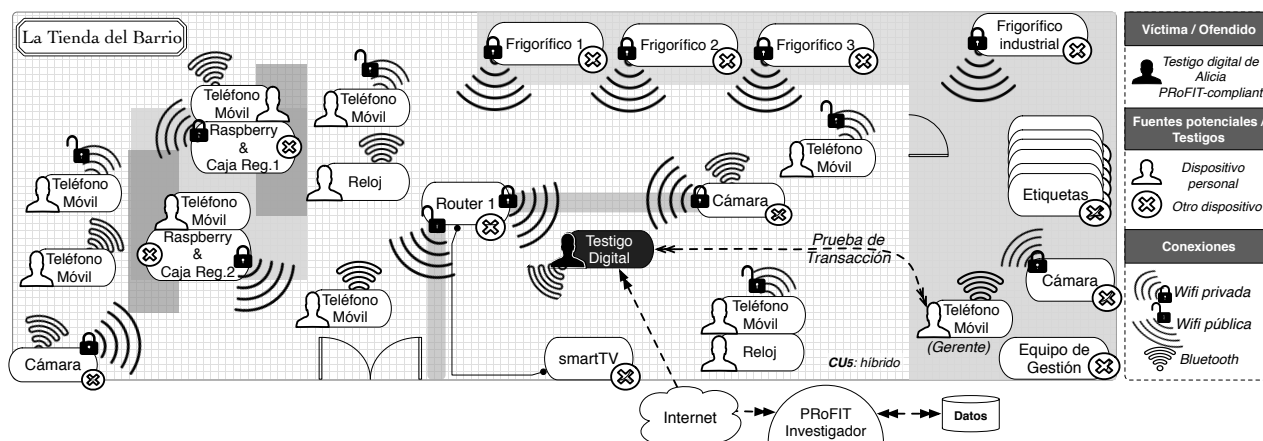 La Tienda del Barrio
Frigorífico 1
Frigorífico 2
Frigorífico 3
Frigorífico
industrial
Teléfono
Móvil
Raspberry
&
Caja Reg.1
Teléfono
Móvil
Teléfono
Móvil
Reloj
Teléfono
Móvil
Teléfono
Móvil
Raspberry
&
Caja Reg.2
Teléfono
Móvil
Teléfono
Móvil
Cámara
Router 1
Cámara
Etiquetas
Testigo
Digital
Prueba de
Transacción
Cámara
Teléfono
Móvil
(Gerente)
Teléfono
Móvil
Reloj
smartTV
CU5: híbrido
Equipo de
Gestión
Internet
PRoFIT
Investigador
Datos
Víctima / Ofendido
Testigo digital de
Alicia
PRoFIT-compliant
Fuentes potenciales /
Testigos
Dispositivo
personal
Otro dispositivo
Conexiones
Wifi privada
Wifi pública
Bluetooth